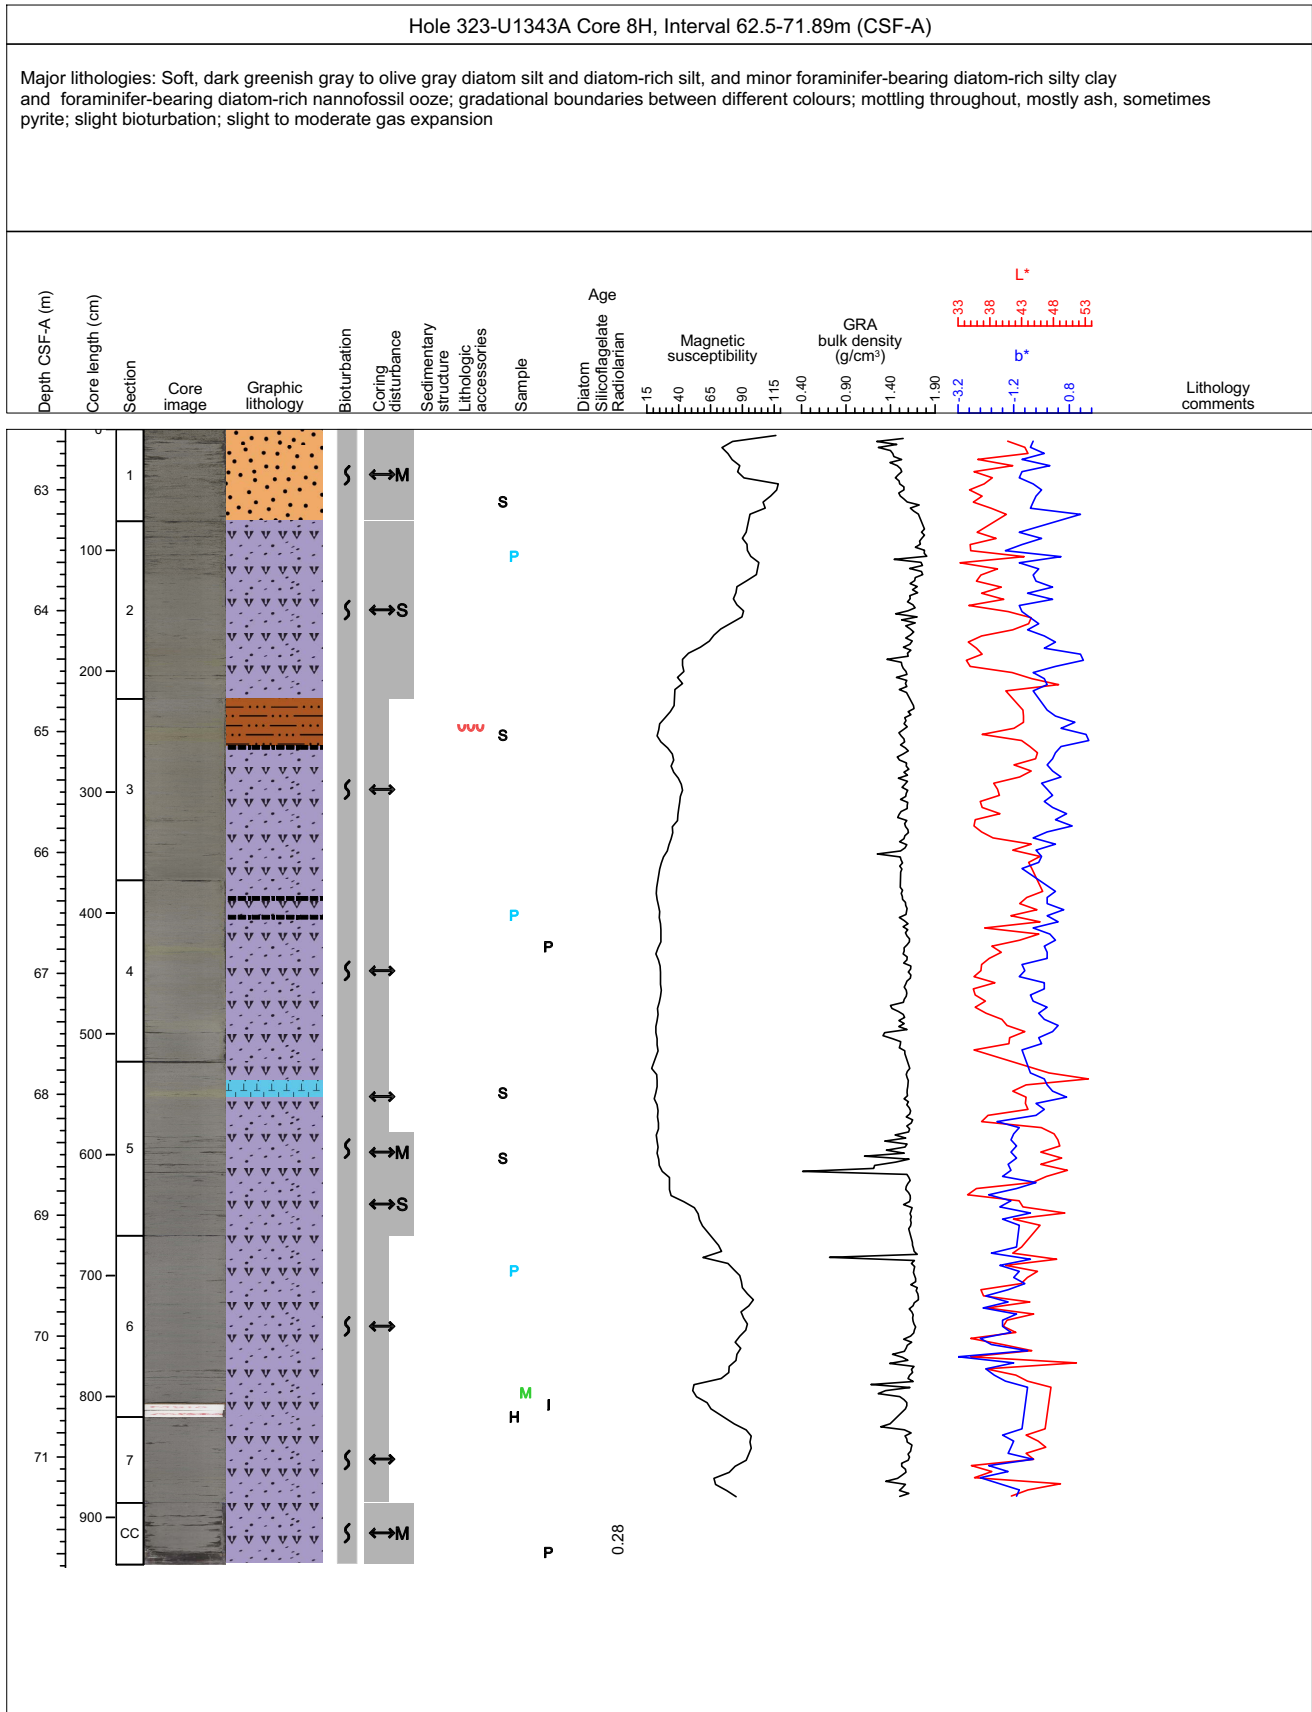 Hole 323-U1343A Core 8H, Interval 62.5-71.89m (CSF-A)
Major lithologies: Soft, dark greenish gray to olive gray diatom silt and diatom-rich silt, and minor foraminifer-bearing diatom-rich silty clay
and foraminifer-bearing diatom-rich nannofossil ooze; gradational boundaries between different colours; mottling throughout, mostly ash, sometimes
pyrite; slight bioturbation; slight to moderate gas expansion
Depth CSF-A (m)
Core length (cm)
Section
Core
image
Graphic
lithology
Bioturbation
Coring
disturbance
Sedimentary
structure
Lithologic
accessories
Sample
Age
Diatom
Silicoflagelate
Radiolarian
Magnetic
susceptibility
15 40 65 90 115
GRA
bulk density
(g/cm³)
0.40 0.90 1.40 1.90
L*
33 38 43 48 53
b*
-3.2 -1.2 0.8
Lithology
comments
0
1 M
63 S
100 P
64 2 S
200
65 S
3
300
66
400 P
P
67 4
500
68 S
5 M
600 S
69 S
700 P
70 6
800 M
I
H
71 7
900
CC M
P 0.28